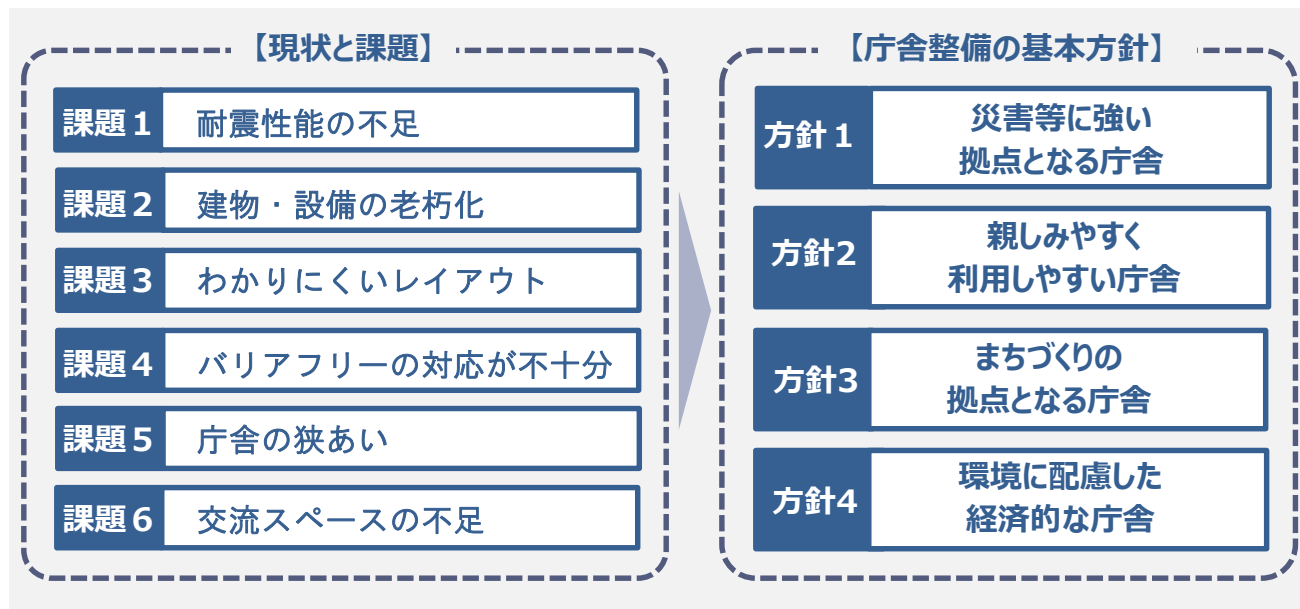 【現状と課題】
課題１ 耐震性能の不足
課題２ 建物・設備の老朽化
課題３ わかりにくいレイアウト
課題４ バリアフリーの対応が不十分
課題５ 庁舎の狭あい
課題６ 交流スペースの不足
【庁舎整備の基本方針】
方針１ 災害等に強い
拠点となる庁舎
方針2 親しみやすく
利用しやすい庁舎
方針3 まちづくりの
拠点となる庁舎
方針4 環境に配慮した
経済的な庁舎